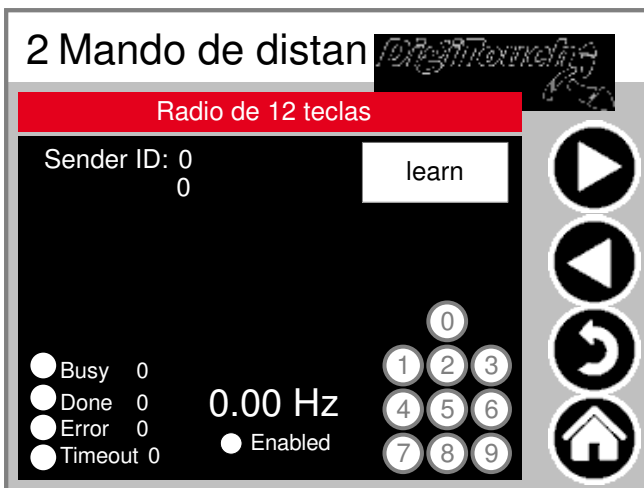 2 Mando de distan
DigiTouch
Radio de 12 teclas
Sender ID: 0
0
learn
0
1 2 3
4 5 6
7 8 9
Busy 0
Done 0
Error 0
Timeout 0
0.00 Hz
Enabled